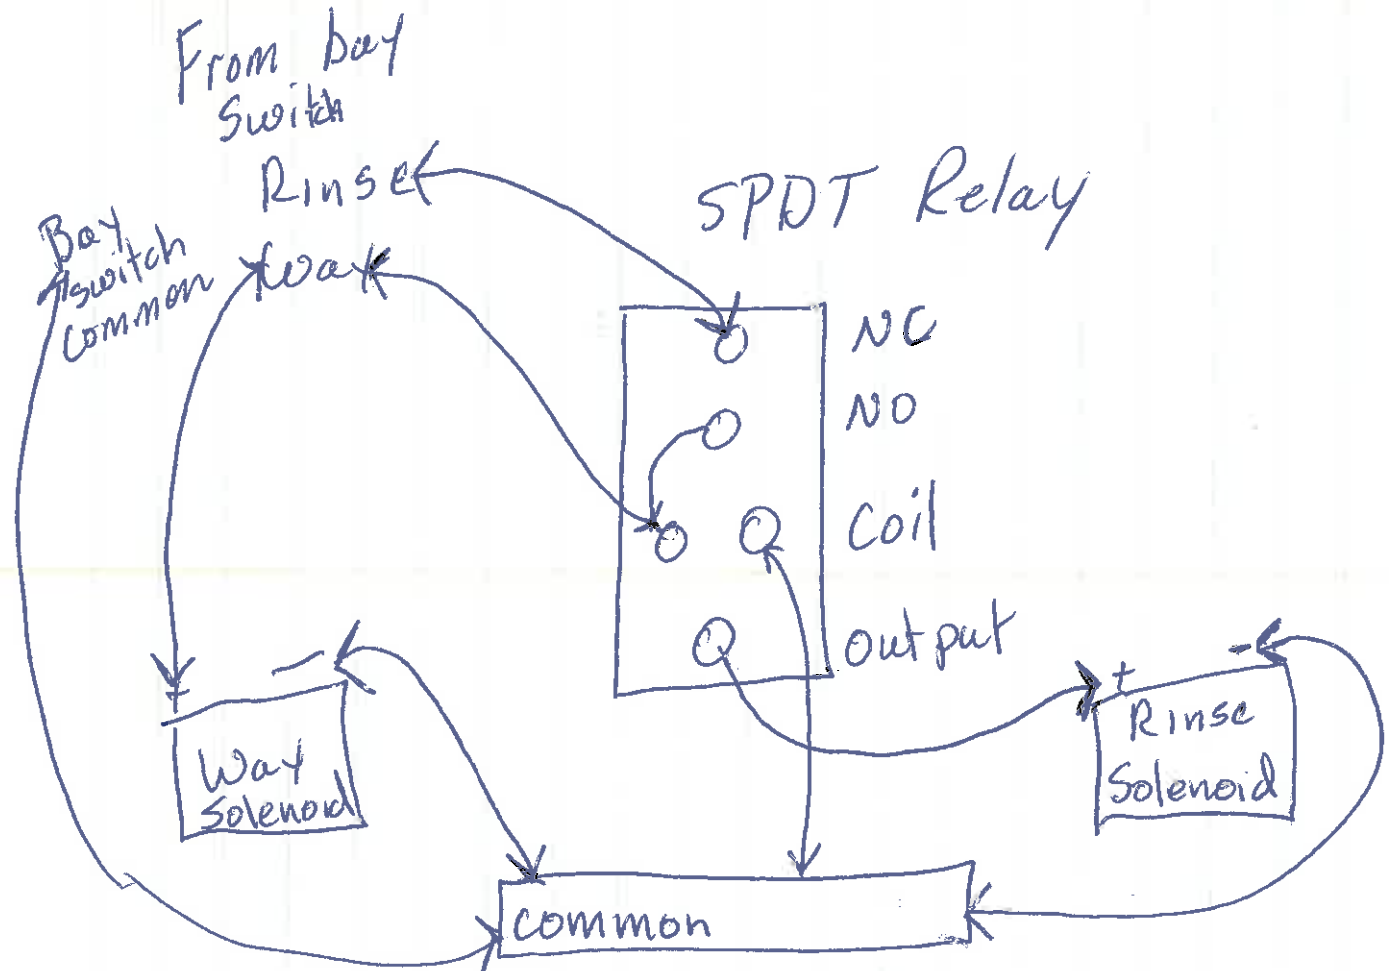 From bay
Switch
Rinse
Bay
switch
common
Wax
SPDT Relay
NC
NO
Coil
output
+
-
Wax
Solenoid
+
-
Rinse
Solenoid
common